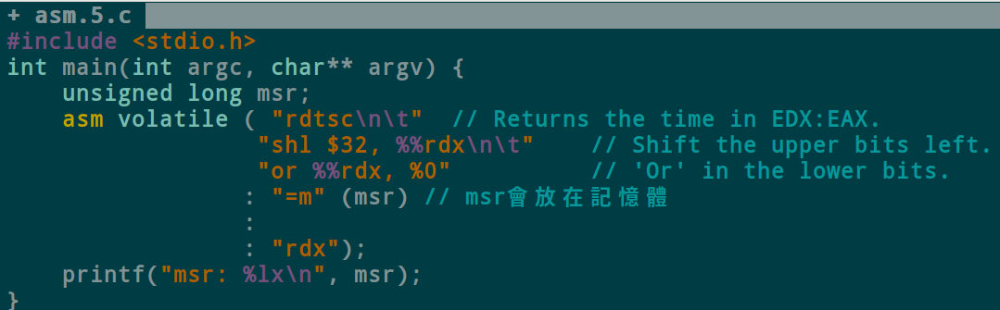 + asm.5.c
#include <stdio.h>
int main(int argc, char** argv) {
    unsigned long msr;
    asm volatile ( "rdtsc\n\t"  // Returns the time in EDX:EAX.
                  "shl $32, %%rdx\n\t"    // Shift the upper bits left.
                  "or %%rdx, %0"          // 'Or' in the lower bits.
                 : "=m" (msr) // msr會放在記憶體
                 :
                 : "rdx");
    printf("msr: %lx\n", msr);
}